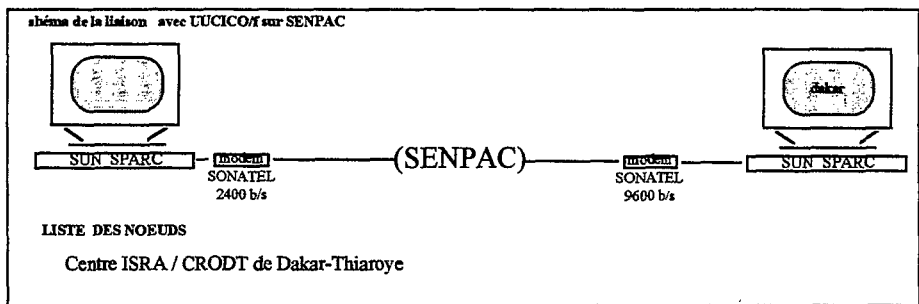 shéma de la liaison avec UUCICO/f sur SENPAC
dakar
SUN SPARC
modem
(SENPAC)
modem
SUN SPARC
SONATEL
2400 b/s
SONATEL
9600 b/s
LISTE DES NOEUDS
Centre ISRA / CRODT de Dakar-Thiaroye